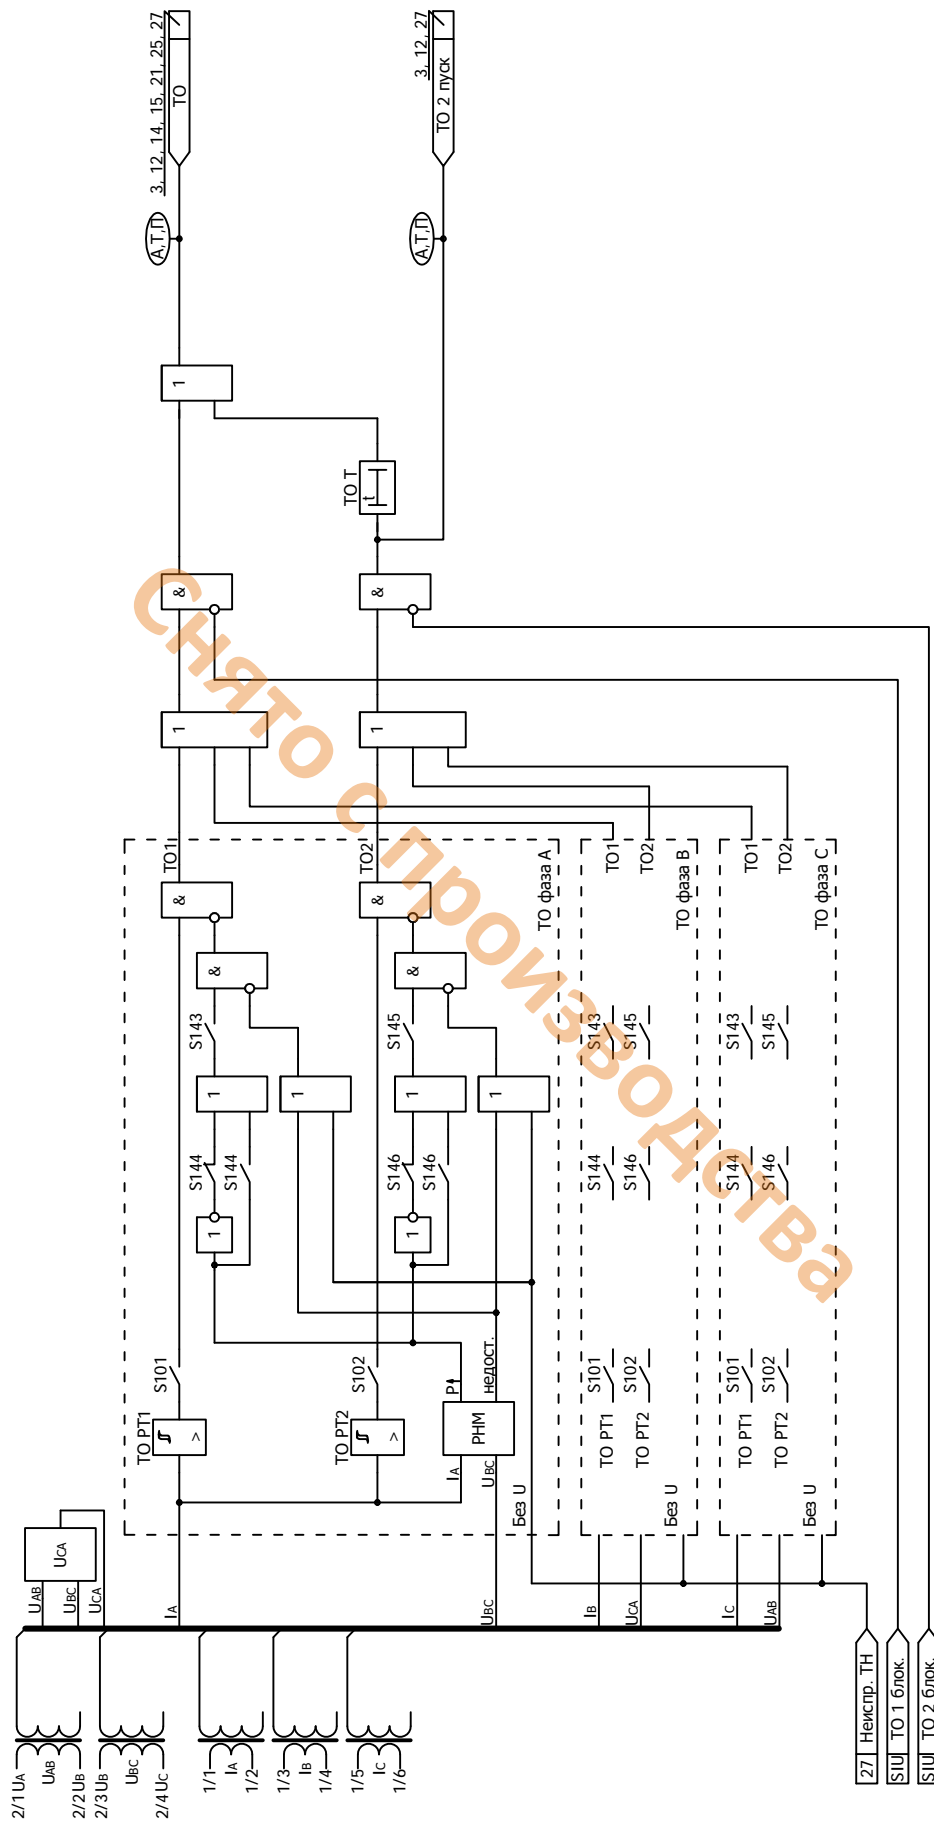 3, 12, 14, 15, 21, 25, 27
ТО
А,Т,П
3, 12, 27
ТО 2 пуск
А,Т,П
1
ТО Т
t
&
&
1
1
ТО1
&
&
S143
1
1
S144
S144
1
S101
ТО РТ1
>
ТО2
&
&
S145
1
1
S146
S146
1
S102
ТО РТ2
>
P
недост.
РНМ
IA
UBC
Без U
ТО фаза А
ТО1
ТО2
ТО фаза В
S143
S145
S144
S146
S101
S102
ТО РТ1
ТО РТ2
Без U
ТО1
ТО2
ТО фаза С
S143
S145
S144
S146
S101
S102
ТО РТ1
ТО РТ2
Без U
UCA
UAB
UBC
UCA
IA
UBC
IB
UCA
IC
UAB
2/1 UA
UAB
2/2 UB
2/3 UB
UBC
2/4 UC
1/1
IA
1/2
1/3
IB
1/4
1/5
IC
1/6
27 Неиспр. ТН
SIU ТО 1 блок.
SIU ТО 2 блок.
Снято с производства